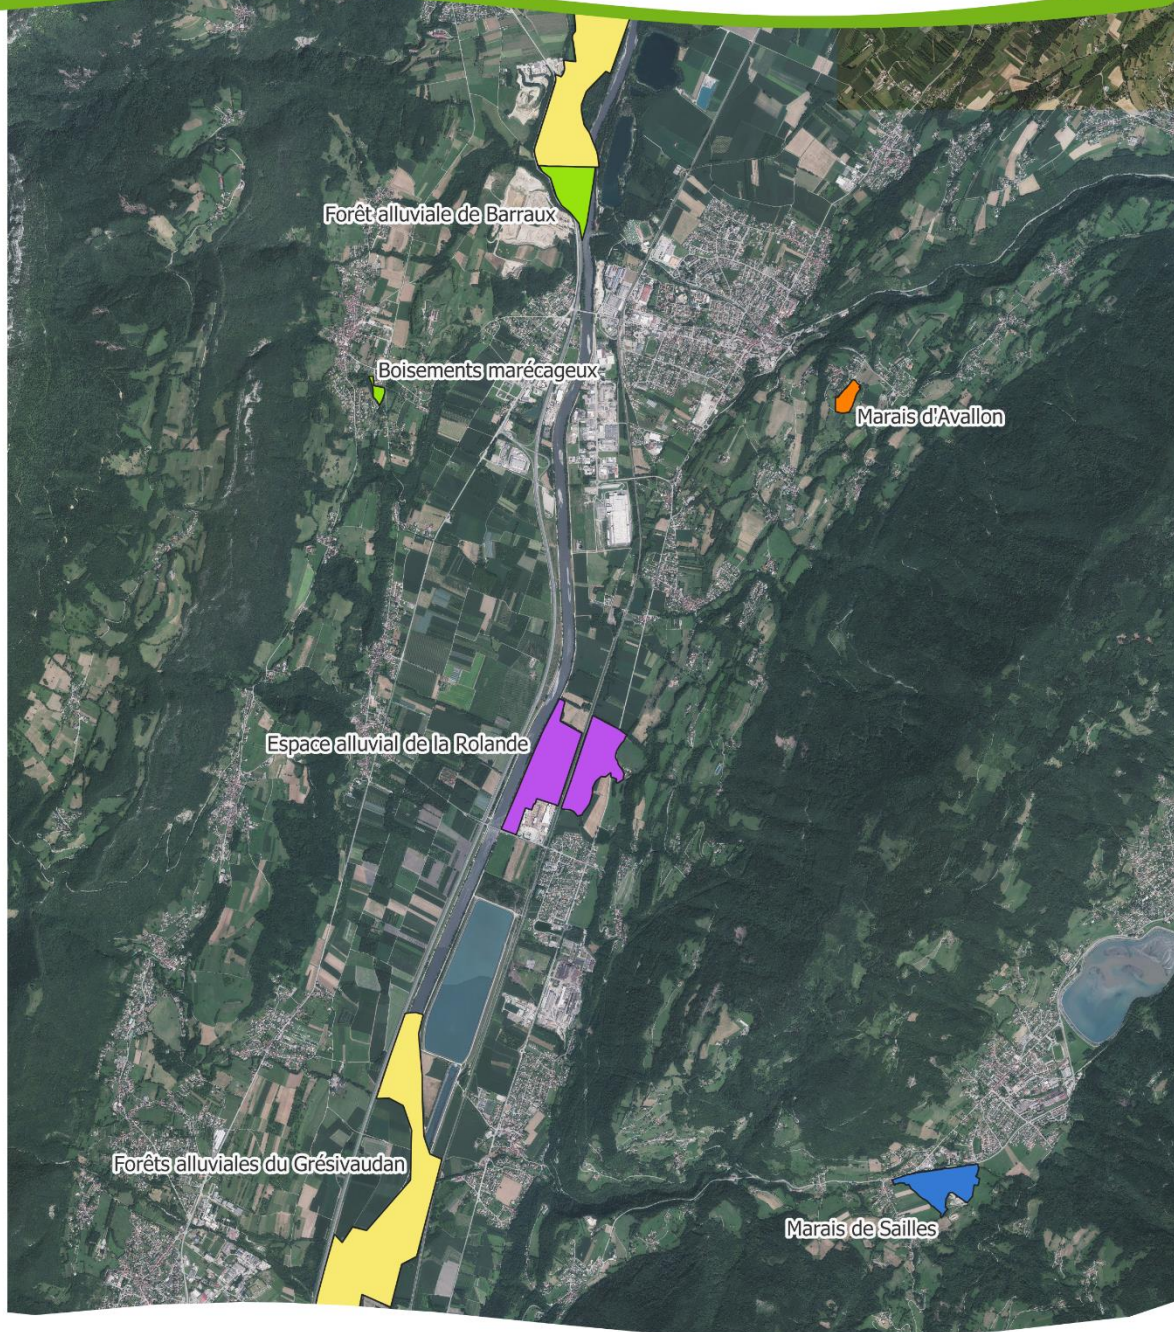 Forêt alluviale de Barraux
Boisements marécageux
Marais d'Avallon
Espace alluvial de la Rolande
Forêts alluviales du Grésivaudan
Marais de Sailles